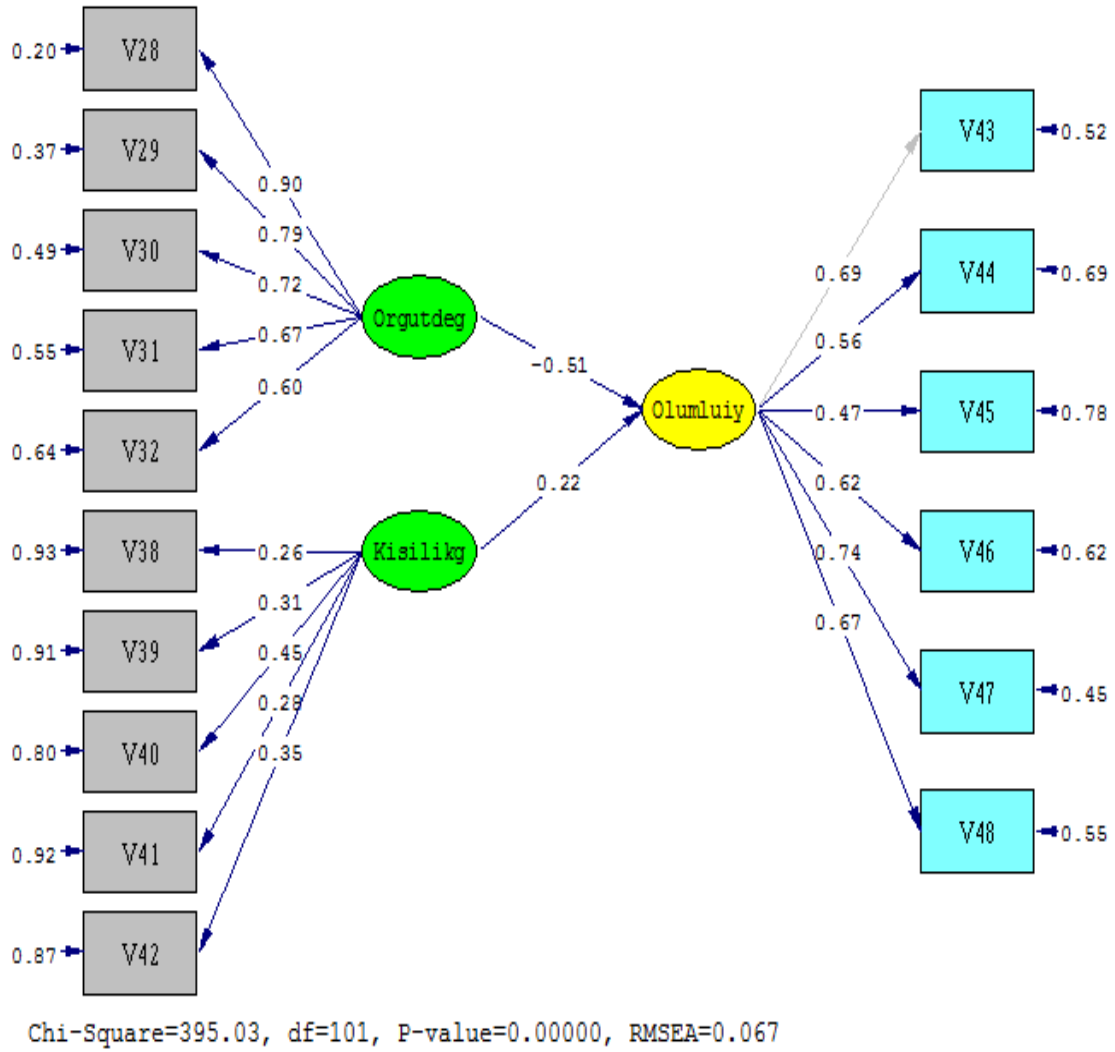 0.20 V28
0.37 V29
0.49 V30
0.55 V31
0.64 V32
0.93 V38
0.91 V39
0.80 V40
0.92 V41
0.87 V42
0.90
0.79
0.72
0.67
0.60
Orgutdeg
0.26
0.31
0.45
0.28
0.35
Kisilikg
-0.51
0.22
Olumluiy
0.69
0.56
0.47
0.62
0.74
0.67
V43 0.52
V44 0.69
V45 0.78
V46 0.62
V47 0.45
V48 0.55
Chi-Square=395.03, df=101, P-value=0.00000, RMSEA=0.067